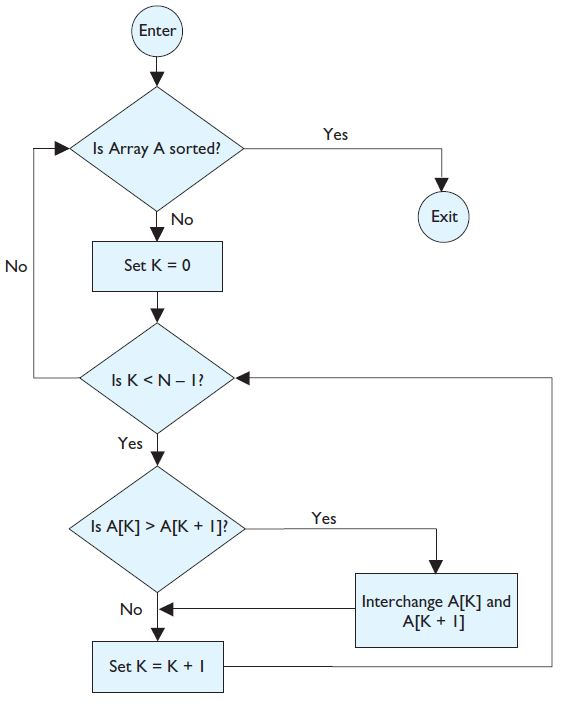 Enter
Is Array A sorted?
Yes
Exit
No
Set K = 0
No
Is K < N – 1?
Yes
Is A[K] > A[K + 1]?
Yes
Interchange A[K] and
A[K + 1]
No
Set K = K + 1